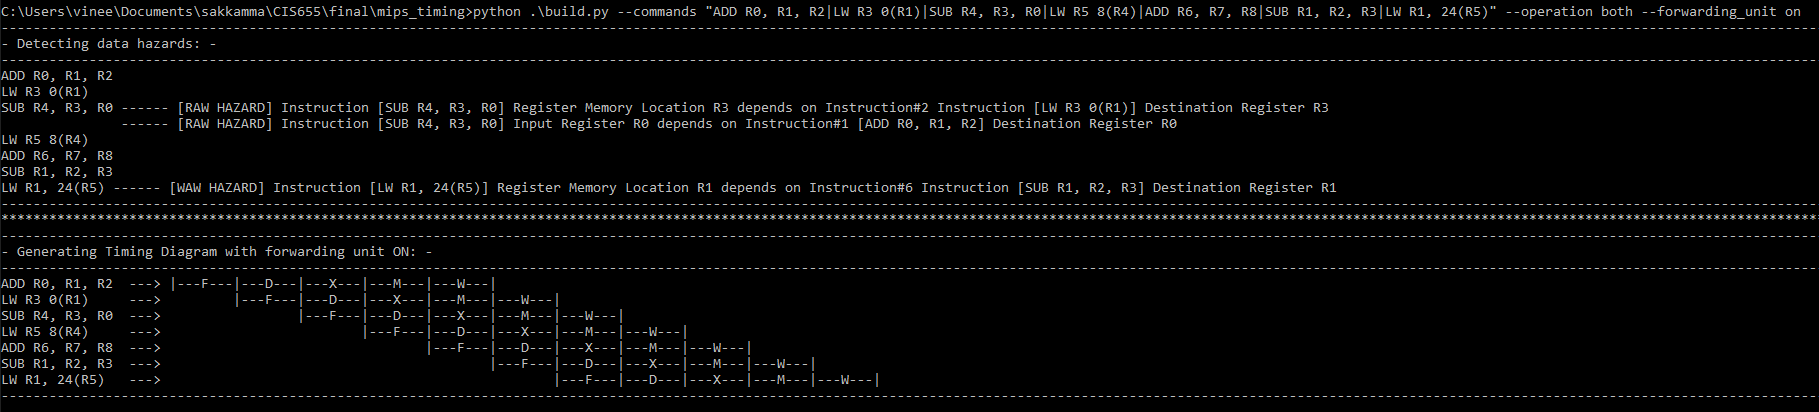 C:\Users\vinee\Documents\sakkamma\CIS655\final\mips_timing>python .\build.py --commands "ADD R0, R1, R2|LW R3 0(R1)|SUB R4, R3, R0|LW R5 8(R4)|ADD R6, R7, R8|SUB R1, R2, R3|LW R1, 24(R5)" --operation both --forwarding_unit on
- Detecting data hazards: -
ADD R0, R1, R2
LW R3 0(R1)
SUB R4, R3, R0 ------ [RAW HAZARD] Instruction [SUB R4, R3, R0] Register Memory Location R3 depends on Instruction#2 Instruction [LW R3 0(R1)] Destination Register R3
------ [RAW HAZARD] Instruction [SUB R4, R3, R0] Input Register R0 depends on Instruction#1 [ADD R0, R1, R2] Destination Register R0
LW R5 8(R4)
ADD R6, R7, R8
SUB R1, R2, R3
LW R1, 24(R5) ------ [WAW HAZARD] Instruction [LW R1, 24(R5)] Register Memory Location R1 depends on Instruction#6 Instruction [SUB R1, R2, R3] Destination Register R1
- Generating Timing Diagram with forwarding unit ON: -
ADD R0, R1, R2 ---> |---F---|---D---|---X---|---M---|---W---|
LW R3 0(R1) ---> |---F---|---D---|---X---|---M---|---W---|
SUB R4, R3, R0 ---> |---F---|---D---|---X---|---M---|---W---|
LW R5 8(R4) ---> |---F---|---D---|---X---|---M---|---W---|
ADD R6, R7, R8 ---> |---F---|---D---|---X---|---M---|---W---|
SUB R1, R2, R3 ---> |---F---|---D---|---X---|---M---|---W---|
LW R1, 24(R5) ---> |---F---|---D---|---X---|---M---|---W---|